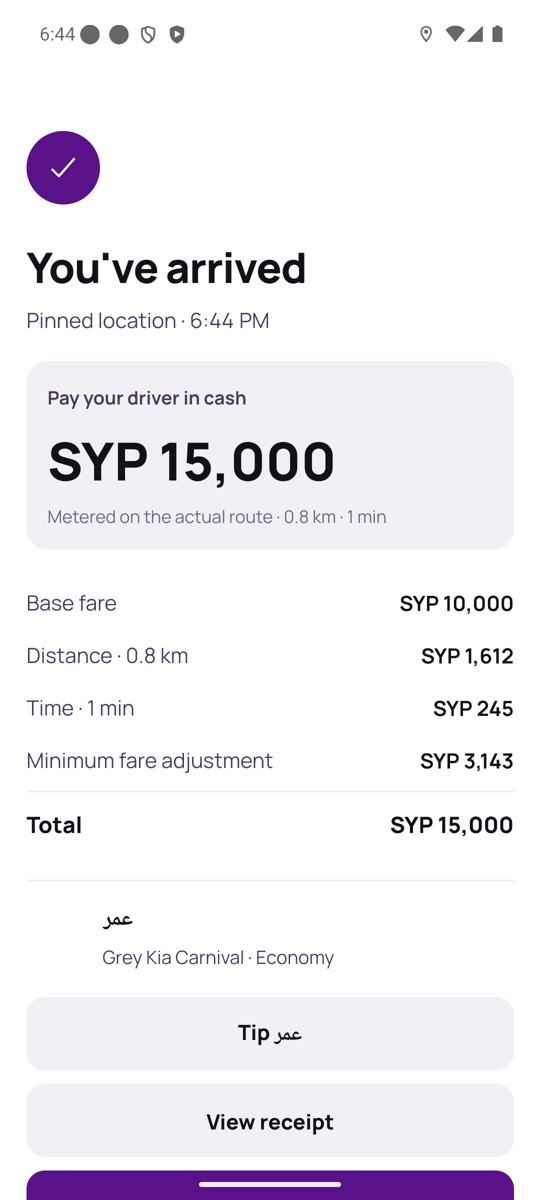 6:44
You've arrived
Pinned location · 6:44 PM
Pay your driver in cash
SYP 15,000
Metered on the actual route · 0.8 km · 1 min
Base fare SYP 10,000
Distance · 0.8 km SYP 1,612
Time · 1 min SYP 245
Minimum fare adjustment SYP 3,143
Total SYP 15,000
عمر
Grey Kia Carnival · Economy
Tip عمر
View receipt